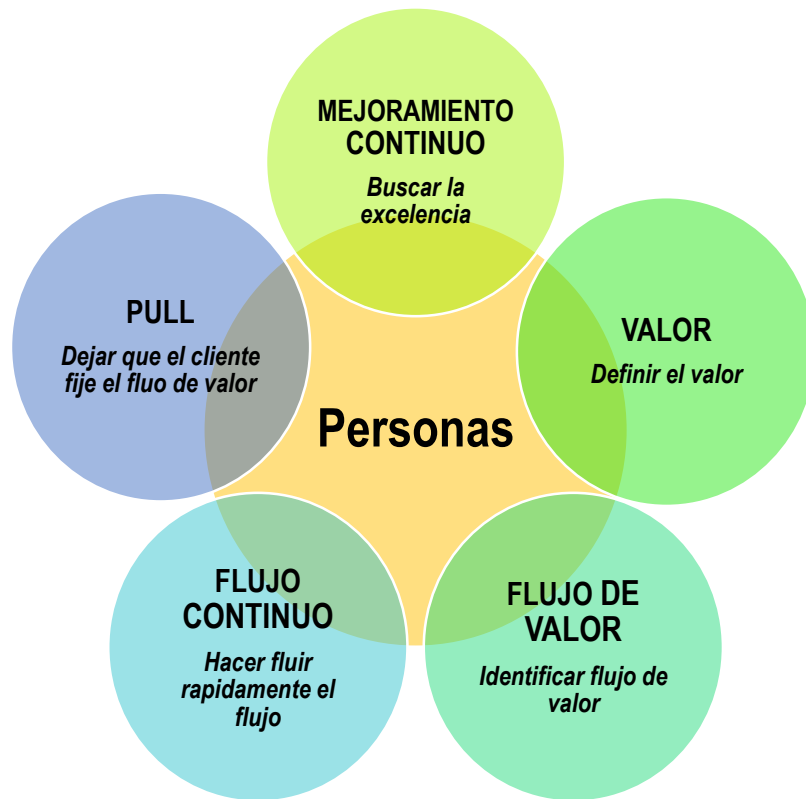 MEJORAMIENTO
CONTINUO
Buscar la
excelencia
VALOR
Definir el valor
FLUJO DE
VALOR
Identificar flujo de
valor
FLUJO
CONTINUO
Hacer fluir
rapidamente el
flujo
PULL
Dejar que el cliente
fije el fluo de valor
Personas